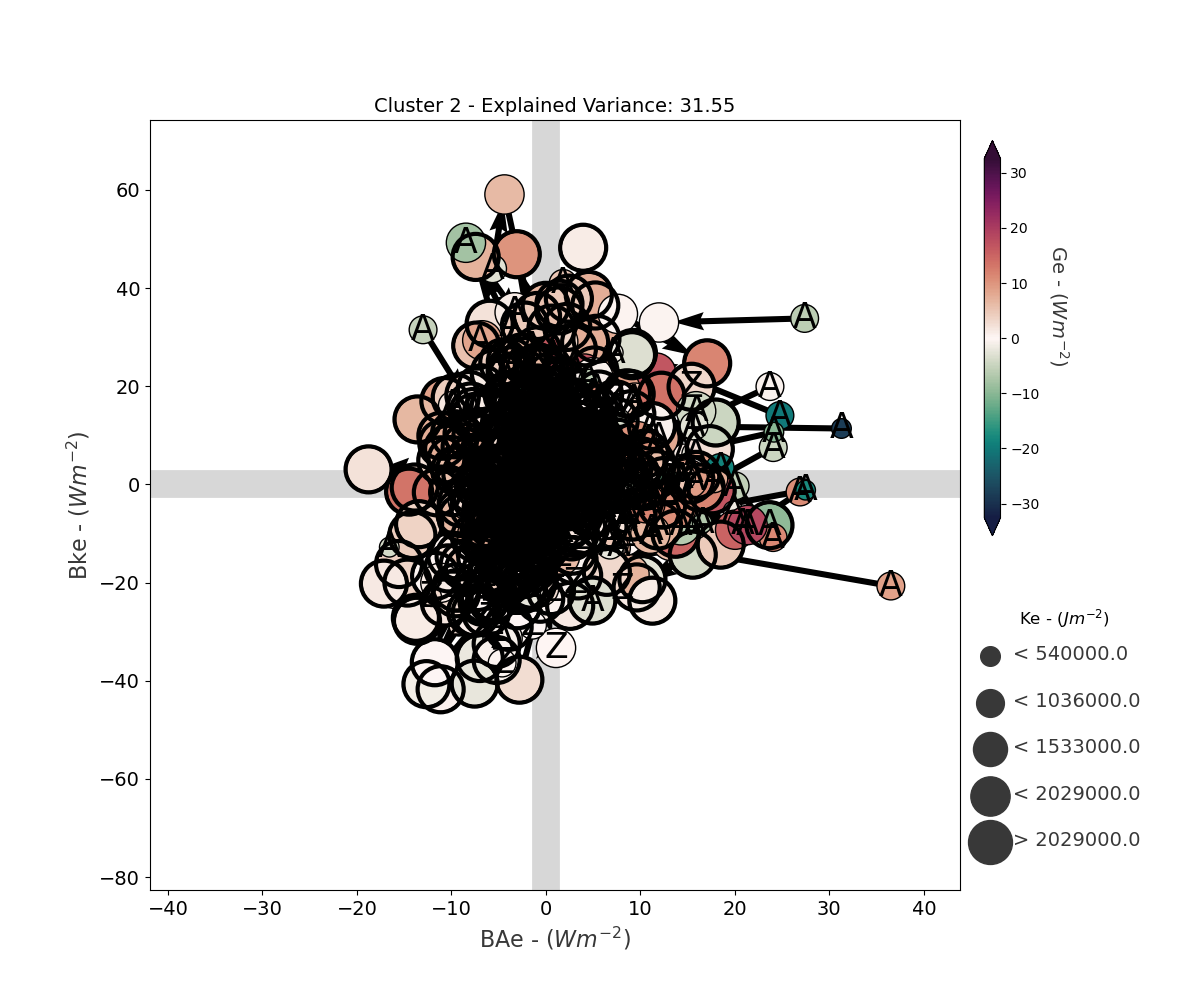 Cluster 2 - Explained Variance: 31.55
Bke - (Wm⁻²)
60
40
20
0
−20
−40
−60
−80
−40
−30
−20
−10
0
10
20
30
40
BAe - (Wm⁻²)
30
20
10
0
−10
−20
−30
Ge - (Wm⁻²)
Ke - (Jm⁻²)
< 540000.0
< 1036000.0
< 1533000.0
< 2029000.0
> 2029000.0
A
A
A
A
A
A
A
A
A
A
A
A
Z
Z